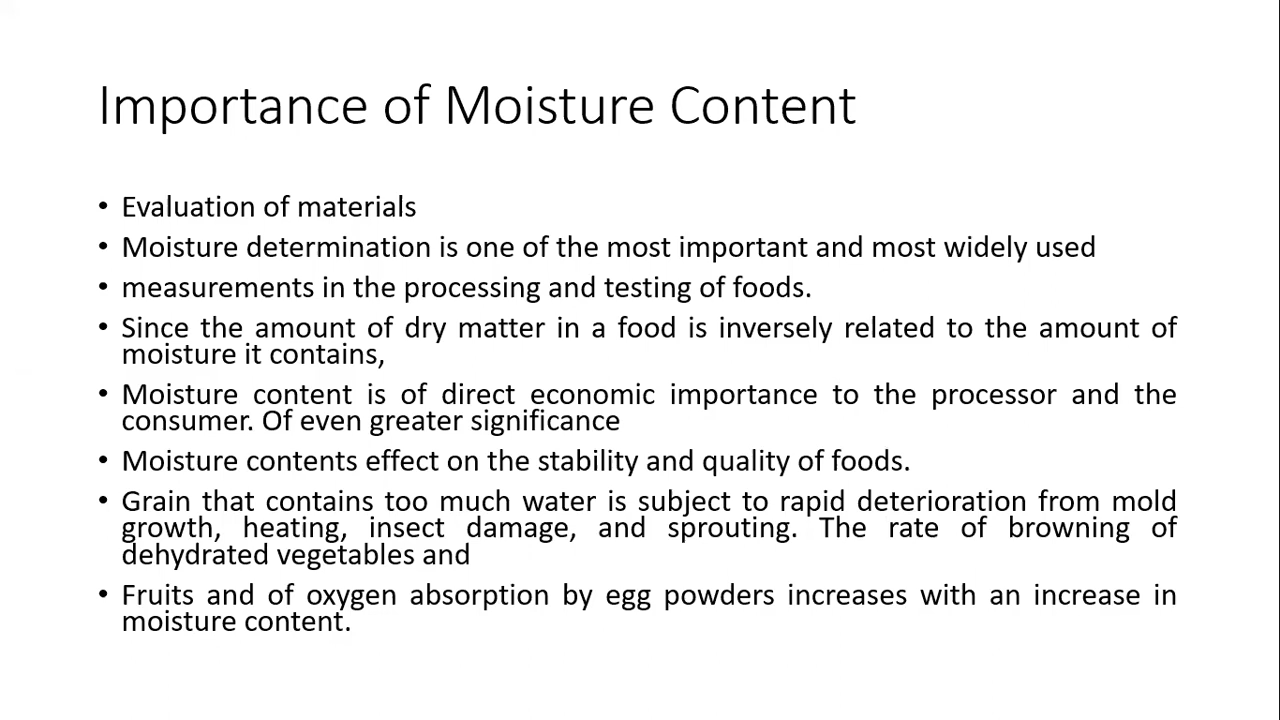 Importance of Moisture Content
• Evaluation of materials
• Moisture determination is one of the most important and most widely used
• measurements in the processing and testing of foods.
• Since the amount of dry matter in a food is inversely related to the amount of
moisture it contains,
• Moisture content is of direct economic importance to the processor and the
consumer. Of even greater significance
• Moisture contents effect on the stability and quality of foods.
• Grain that contains too much water is subject to rapid deterioration from mold
growth, heating, insect damage, and sprouting. The rate of browning of
dehydrated vegetables and
• Fruits and of oxygen absorption by egg powders increases with an increase in
moisture content.